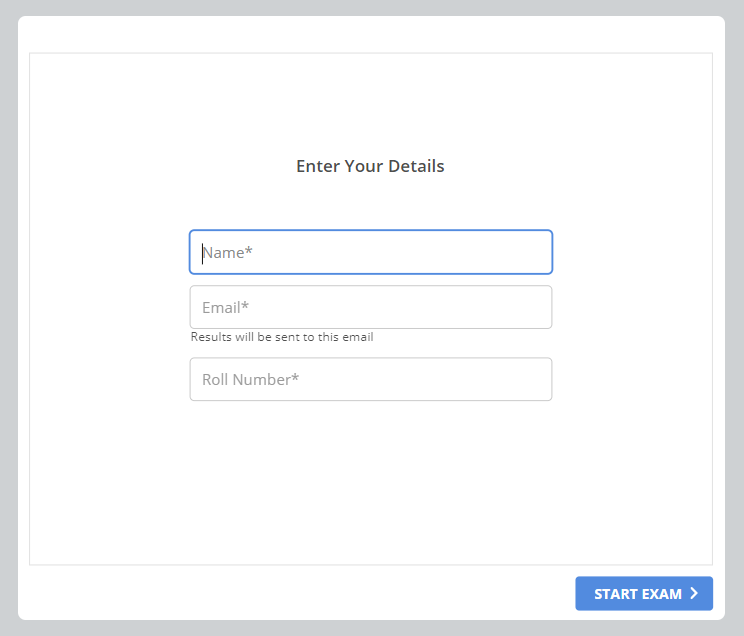 Enter Your Details
Name*
Email*
Results will be sent to this email
Roll Number*
START EXAM